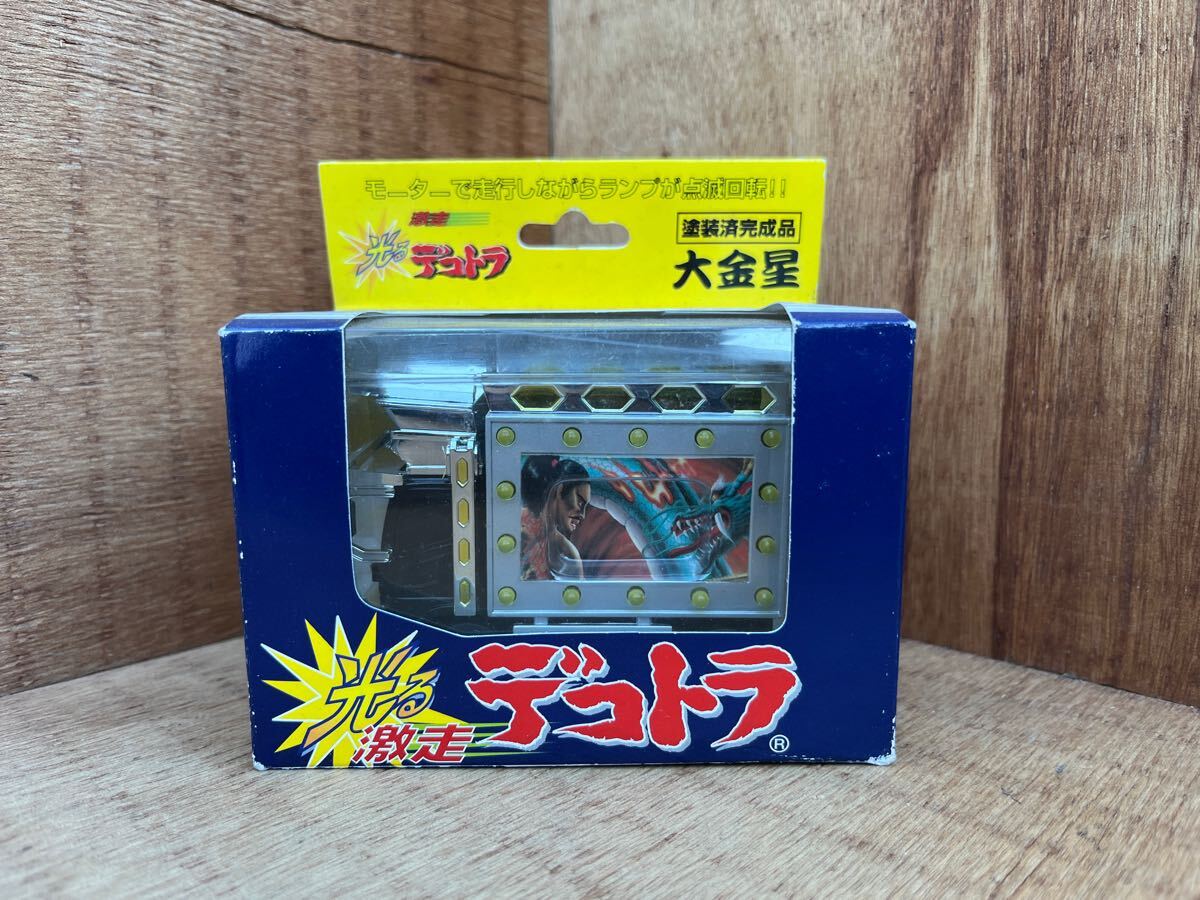 モーターで走行しながらランプが点滅回転!!
激走
光る
デコトラ
塗装済完成品
大金星
光る
激走
デコトラ®